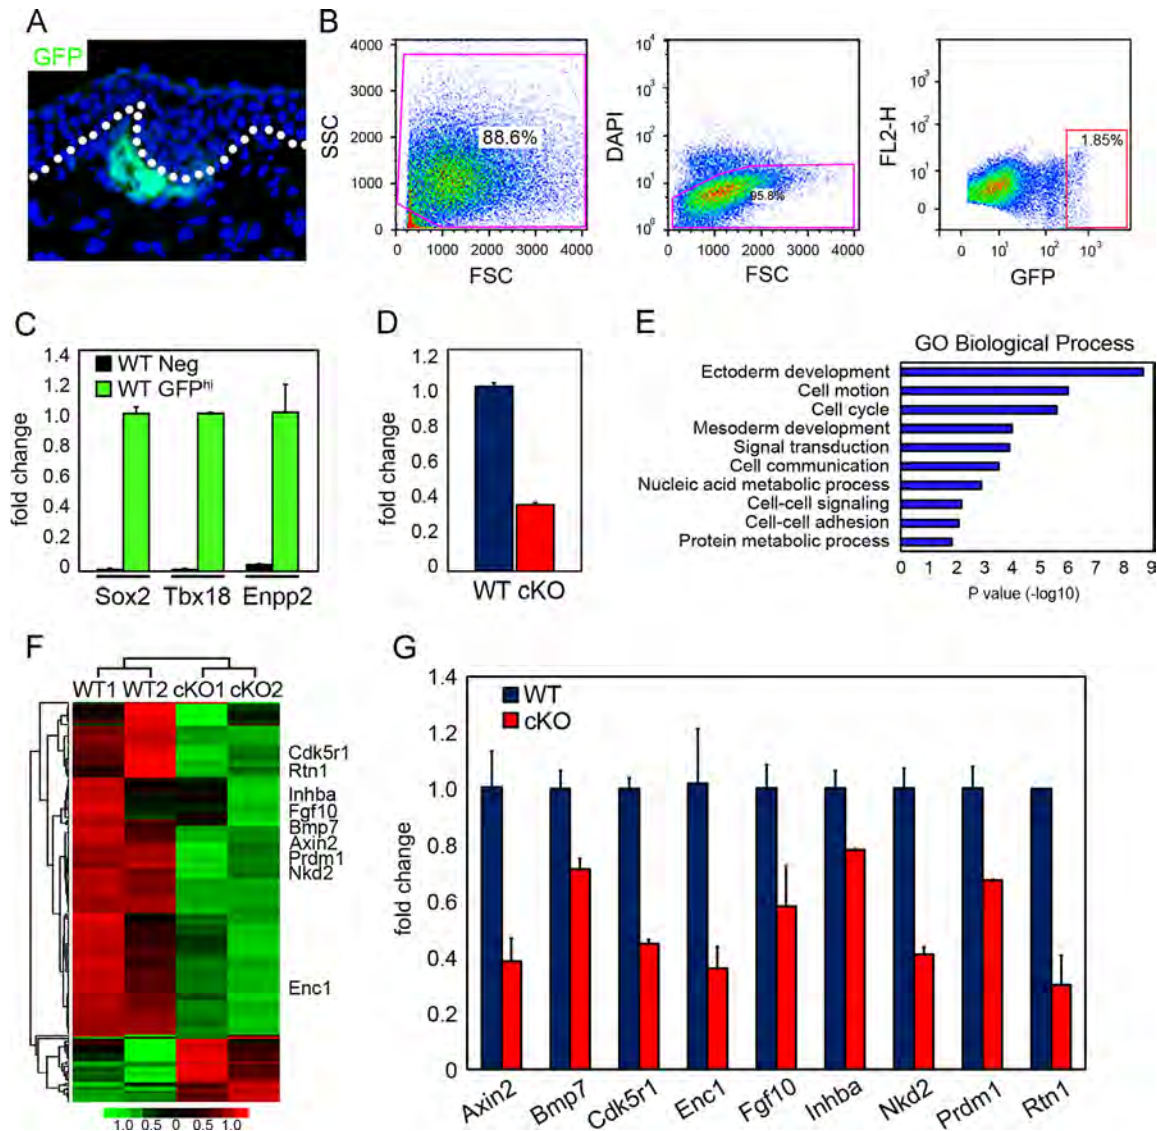 A
GFP
B
SSC
4000
3000
2000
1000
0
88.6%
0 1000 2000 3000 4000
FSC
DAPI
10^4
10^3
10^2
10^1
10^0
95.8%
0 1000 2000 3000 4000
FSC
FL2-H
10^3
10^2
10^1
0
1.85%
0 10^1 10^2 10^3
GFP
C
fold change
1.4
1.2
1.0
0.8
0.6
0.4
0.2
0
WT Neg
WT GFP^hi
Sox2 Tbx18 Enpp2
D
fold change
1.2
1.0
0.8
0.6
0.4
0.2
0
WT cKO
E
GO Biological Process
Ectoderm development
Cell motion
Cell cycle
Mesoderm development
Signal transduction
Cell communication
Nucleic acid metabolic process
Cell-cell signaling
Cell-cell adhesion
Protein metabolic process
0 1 2 3 4 5 6 7 8 9
P value (-log10)
F
WT1 WT2 cKO1 cKO2
Cdk5r1
Rtn1
Inhba
Fgf10
Bmp7
Axin2
Prdm1
Nkd2
Enc1
1.0 0.5 0 0.5 1.0
G
fold change
1.4
1.2
1.0
0.8
0.6
0.4
0.2
0
WT
cKO
Axin2 Bmp7 Cdk5r1 Enc1 Fgf10 Inhba Nkd2 Prdm1 Rtn1